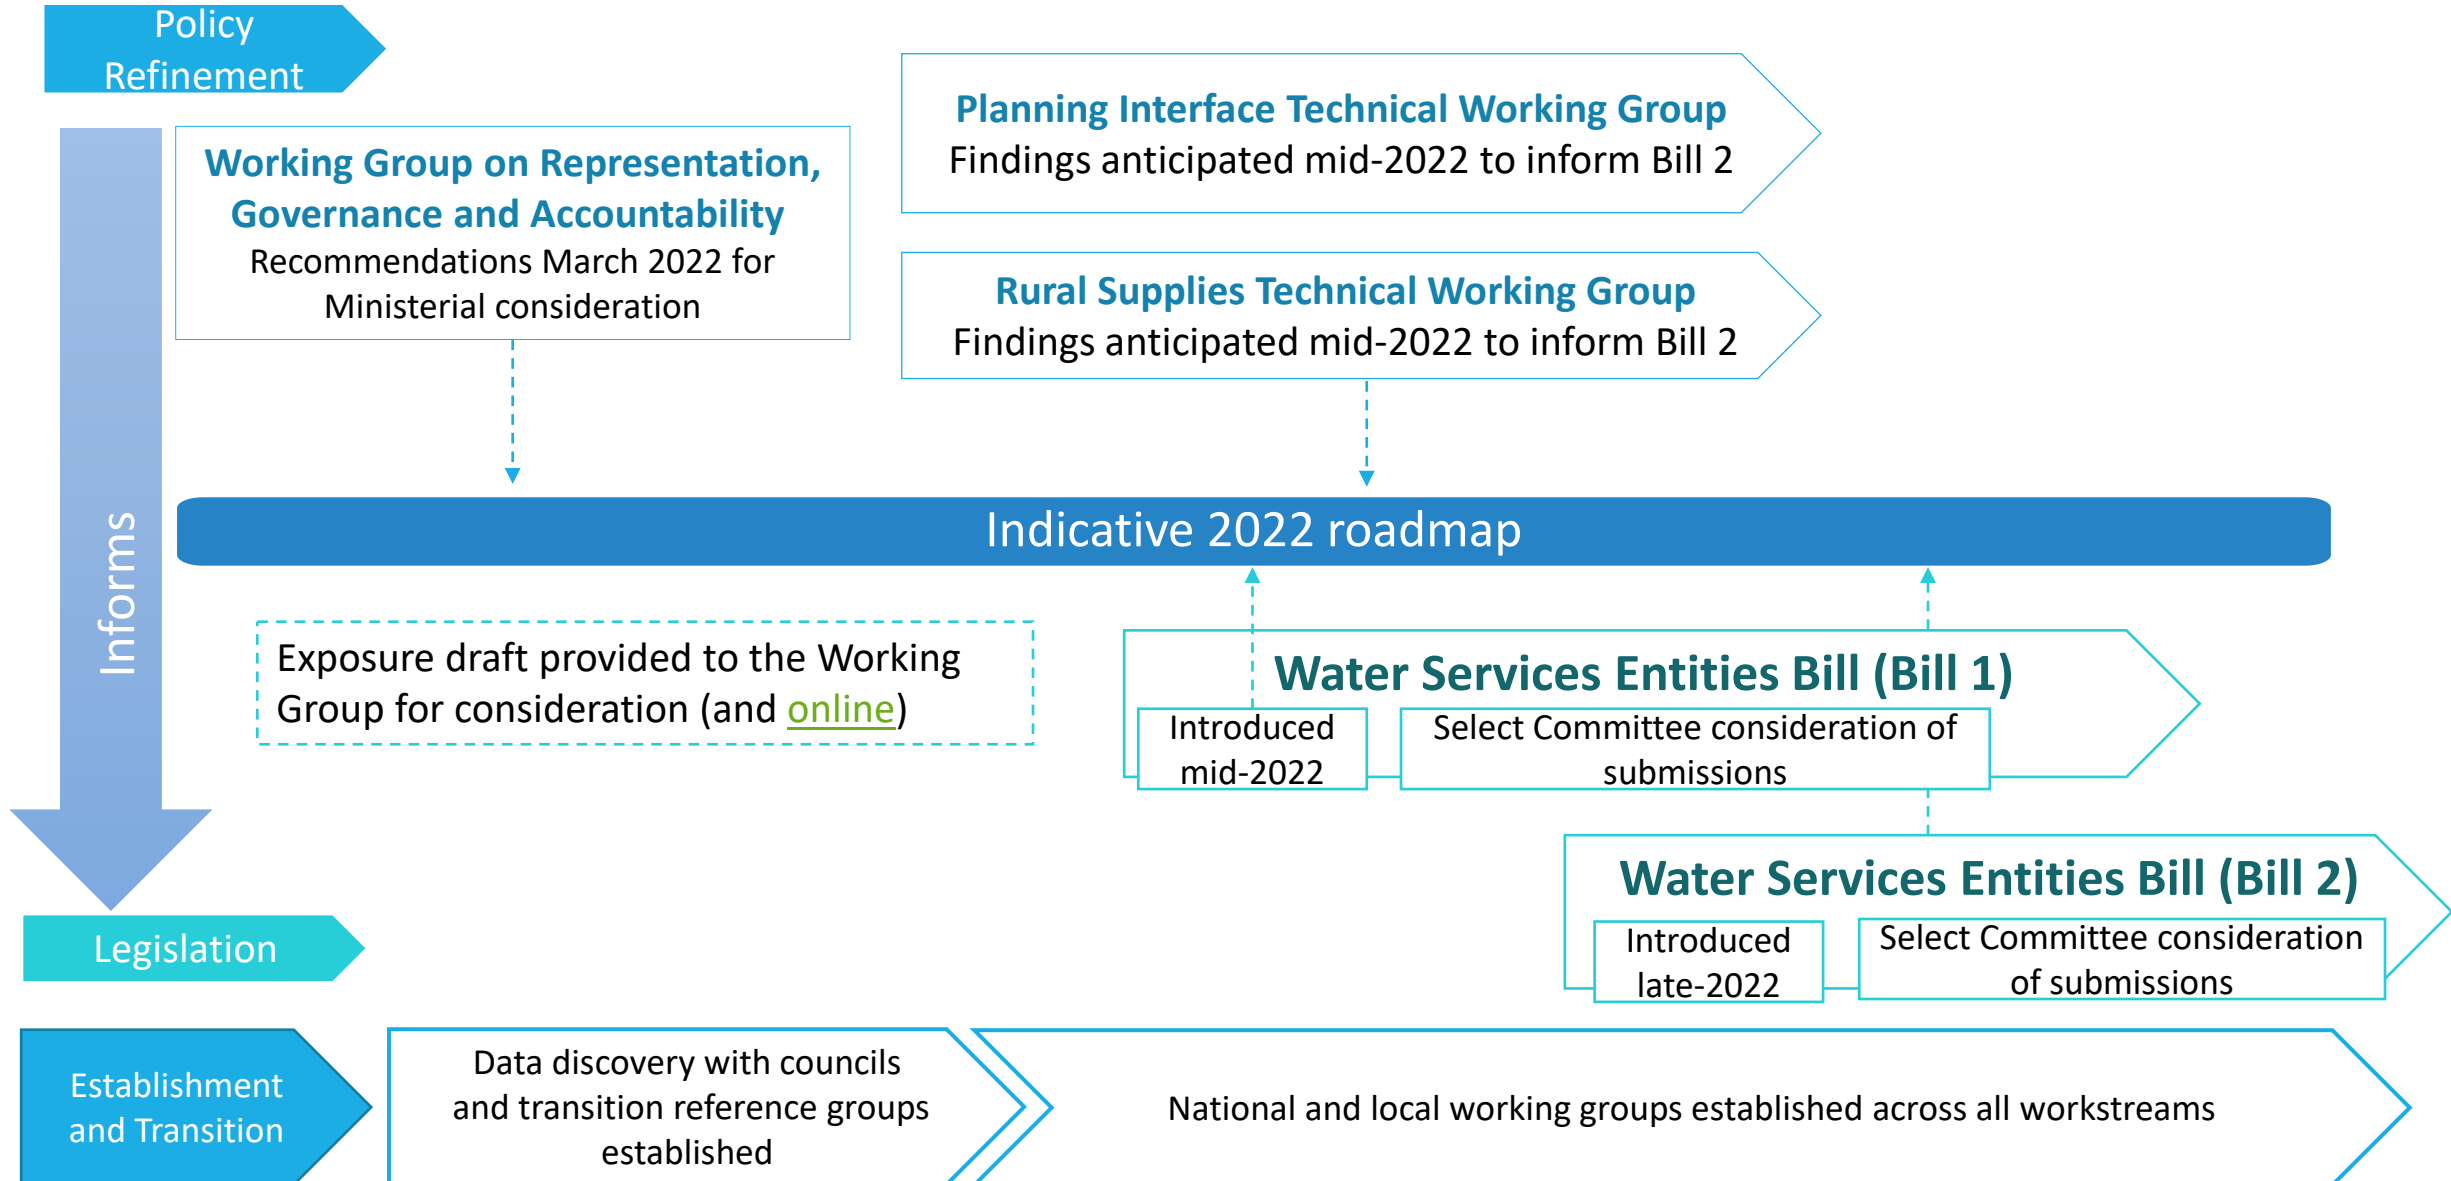 Policy
Refinement
Working Group on Representation,
Governance and Accountability
Recommendations March 2022 for
Ministerial consideration
Planning Interface Technical Working Group
Findings anticipated mid-2022 to inform Bill 2
Rural Supplies Technical Working Group
Findings anticipated mid-2022 to inform Bill 2
Informs
Indicative 2022 roadmap
Exposure draft provided to the Working
Group for consideration (and online)
Water Services Entities Bill (Bill 1)
Introduced
mid-2022
Select Committee consideration of
submissions
Water Services Entities Bill (Bill 2)
Introduced
late-2022
Select Committee consideration
of submissions
Legislation
Establishment
and Transition
Data discovery with councils
and transition reference groups
established
National and local working groups established across all workstreams